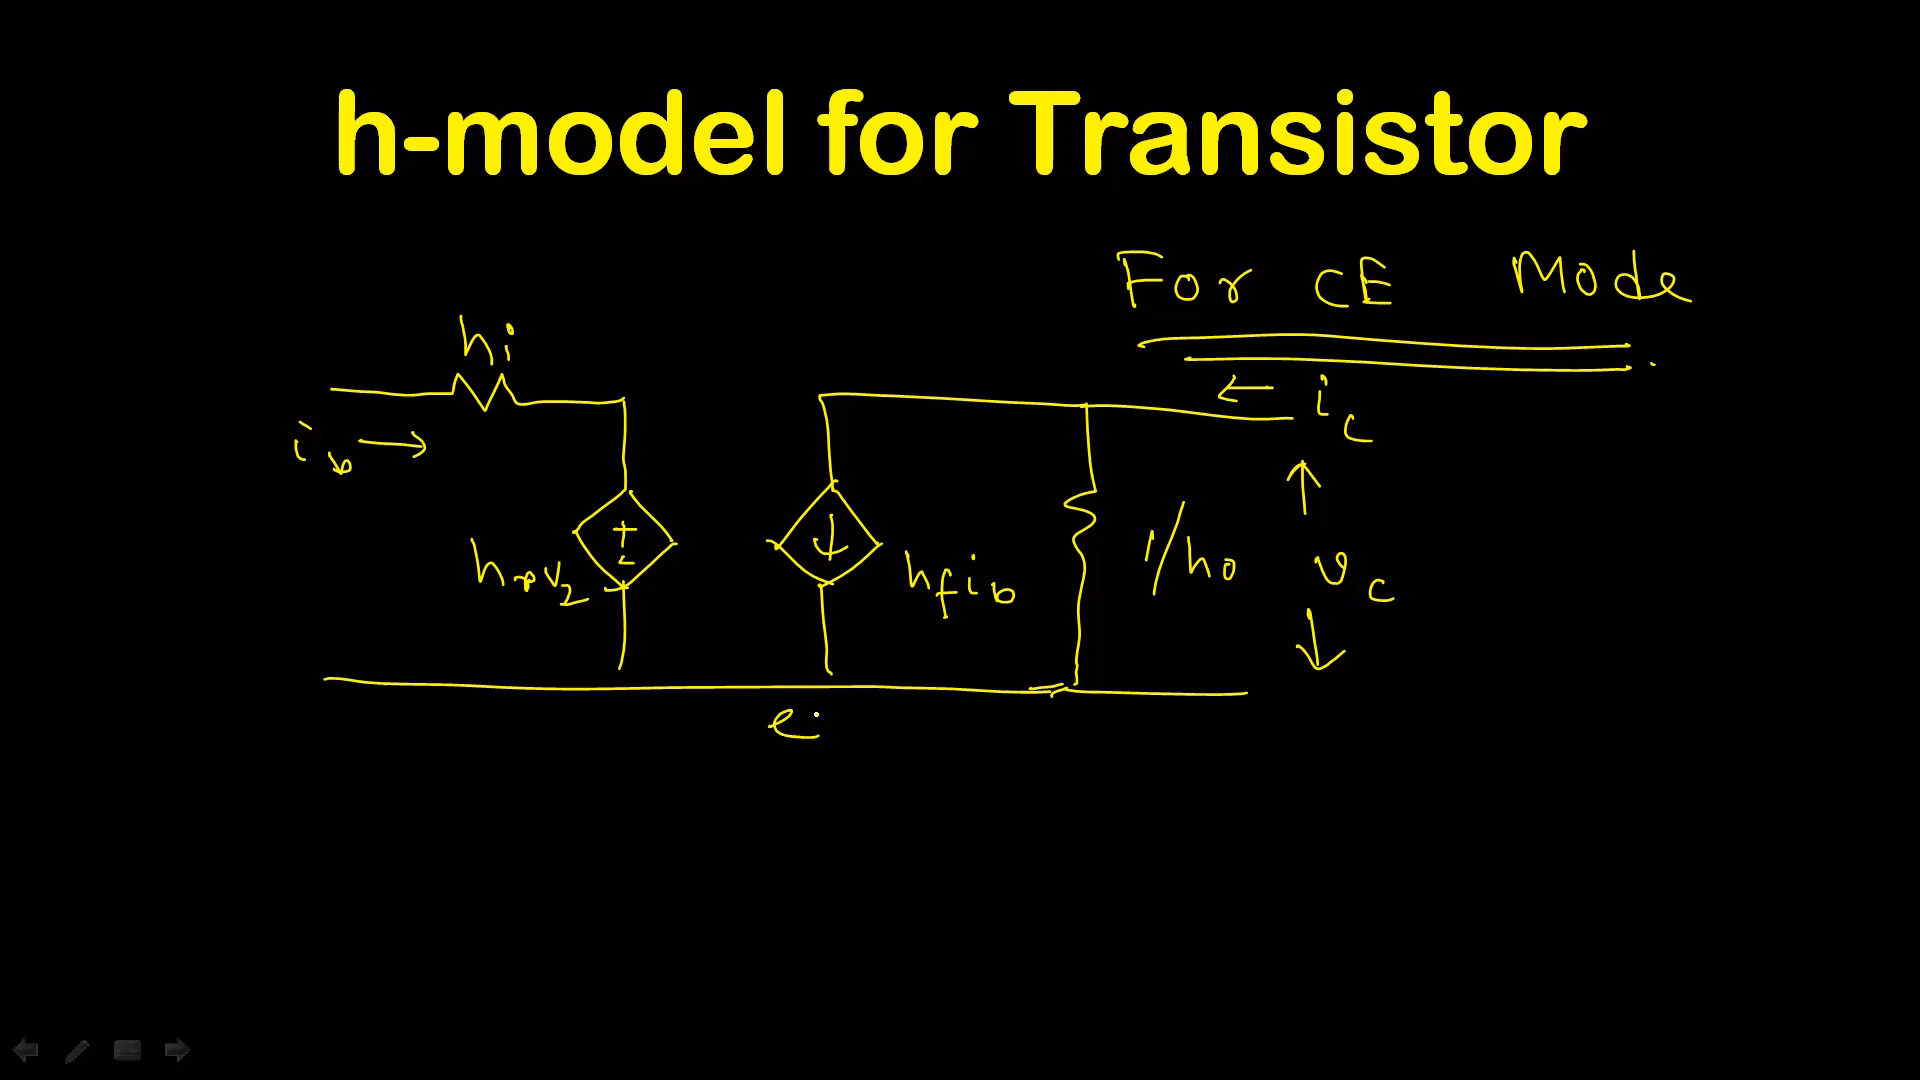 h-model for Transistor
For CE Mode
hi
ib
ic
hrv2
+
-
hfib
1/ho
vc
e